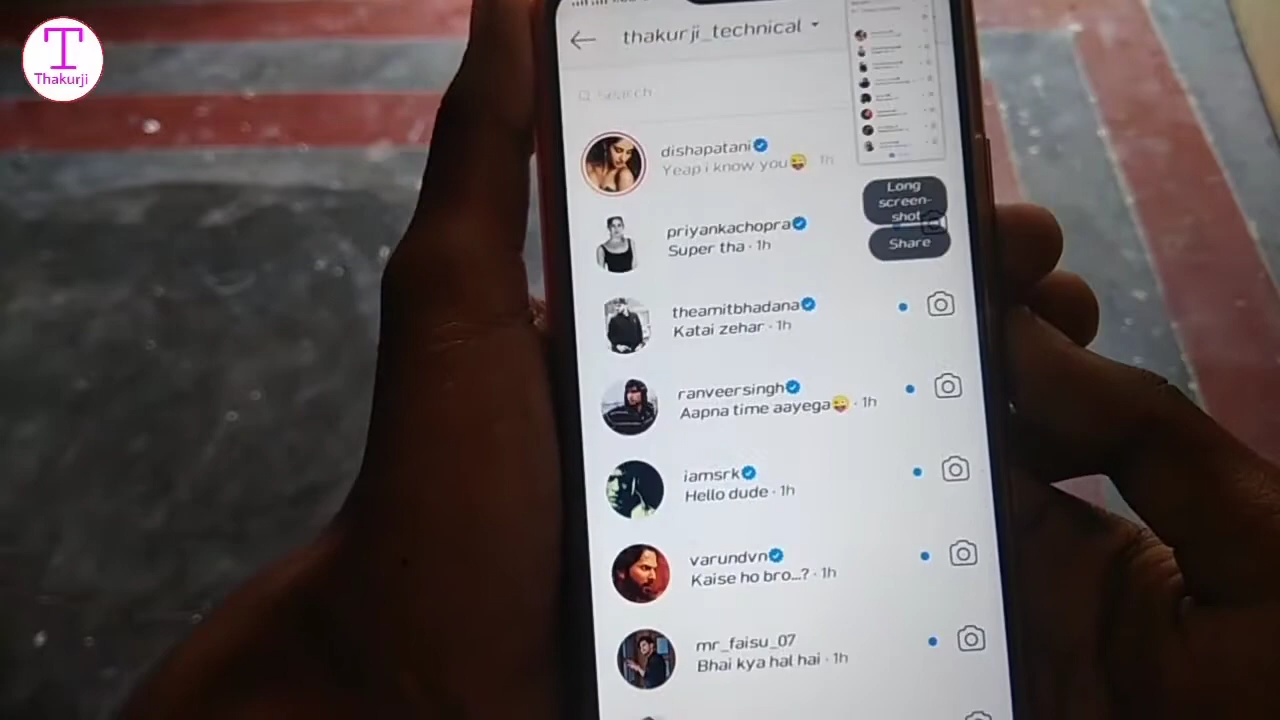 T
Thakurji
thakurji_technical
Search
dishapatani
Yeap i know you😜 1h
Long
screen-
shot
Share
priyankachopra
Super tha · 1h
theamitbhadana
Katai zehar · 1h
ranveersingh
Aapna time aayega😜 · 1h
iamsrk
Hello dude · 1h
varundvn
Kaise ho bro...? · 1h
mr_faisu_07
Bhai kya hal hai · 1h